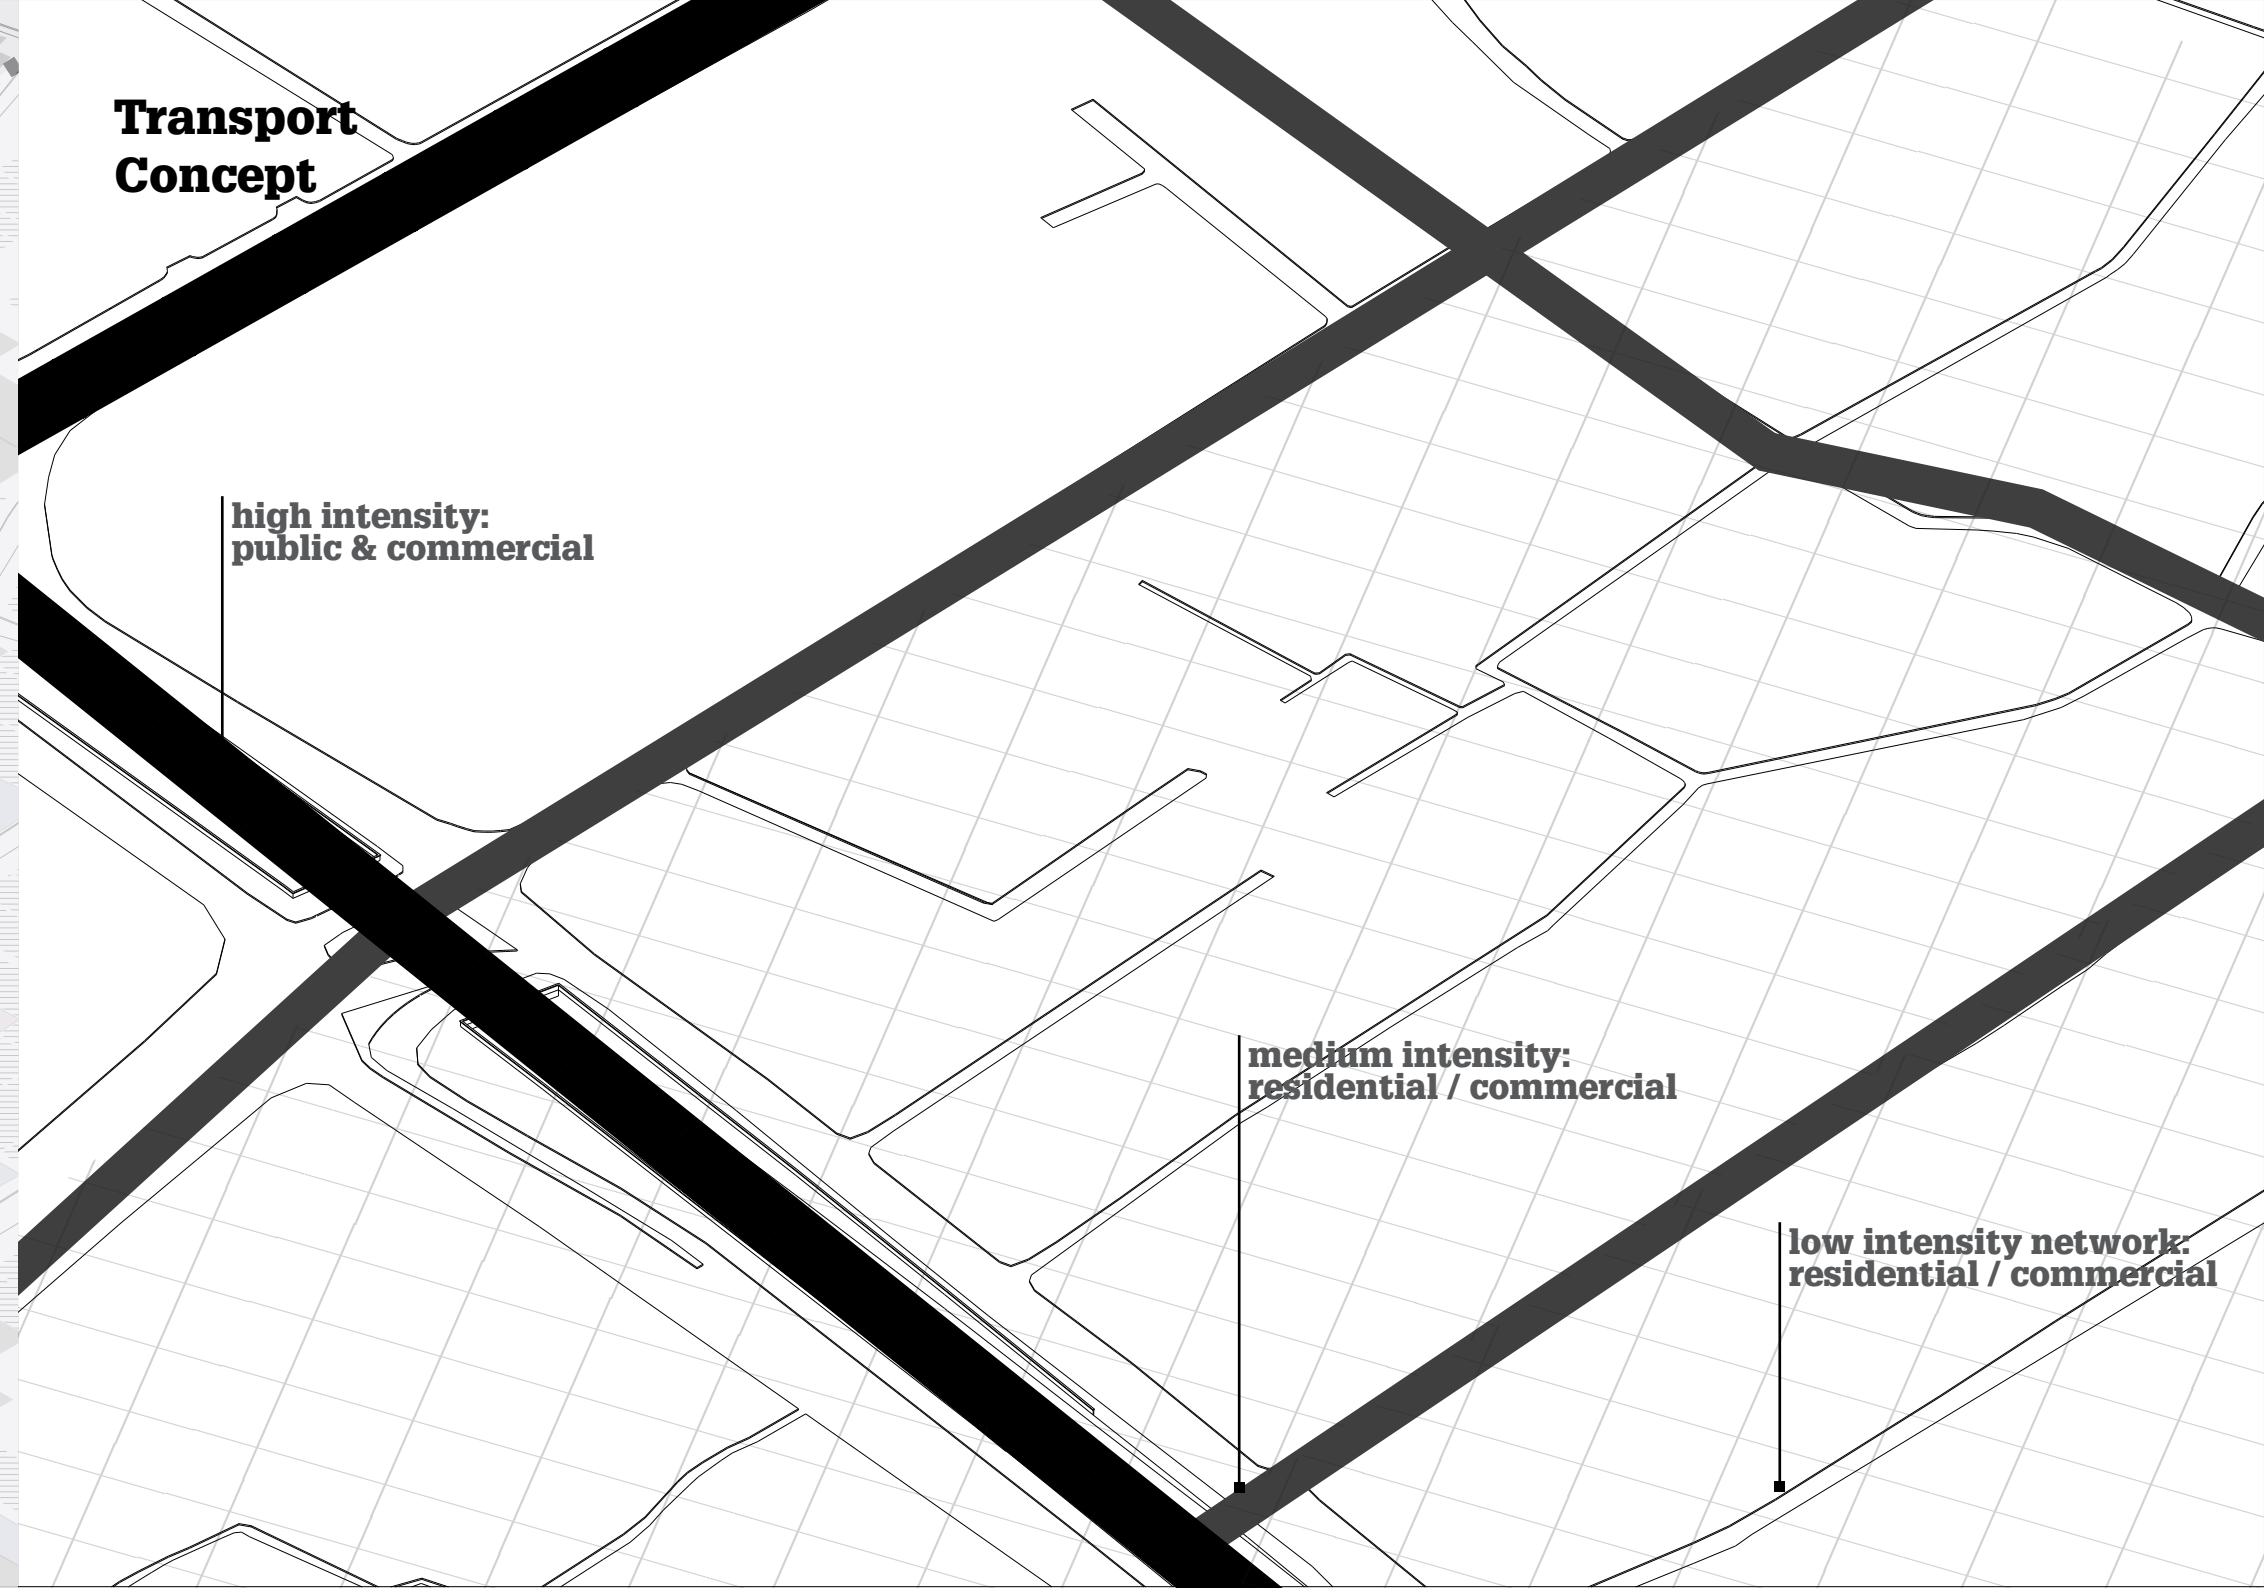 Transport
Concept
high intensity:
public & commercial
medium intensity:
residential / commercial
low intensity network:
residential / commercial